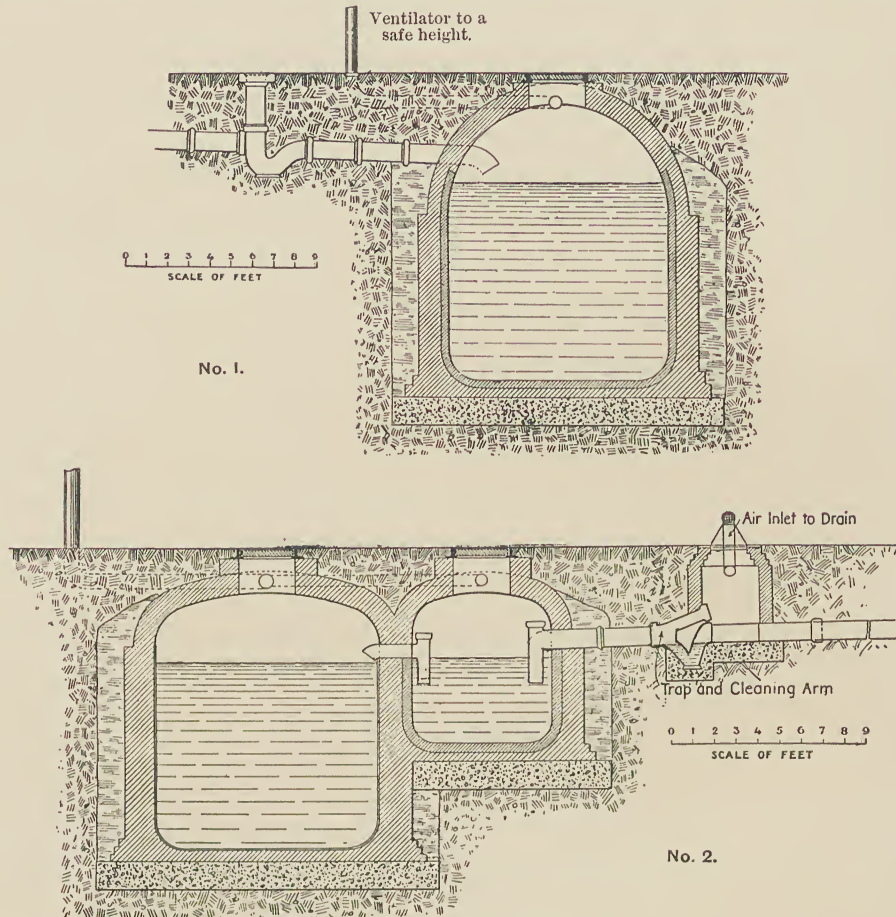 Ventilator to a
safe height.
0 1 2 3 4 5 6 7 8 9
SCALE OF FEET
No. 1.
Air Inlet to Drain
Trap and Cleaning Arm
0 1 2 3 4 5 6 7 8 9
SCALE OF FEET
No. 2.